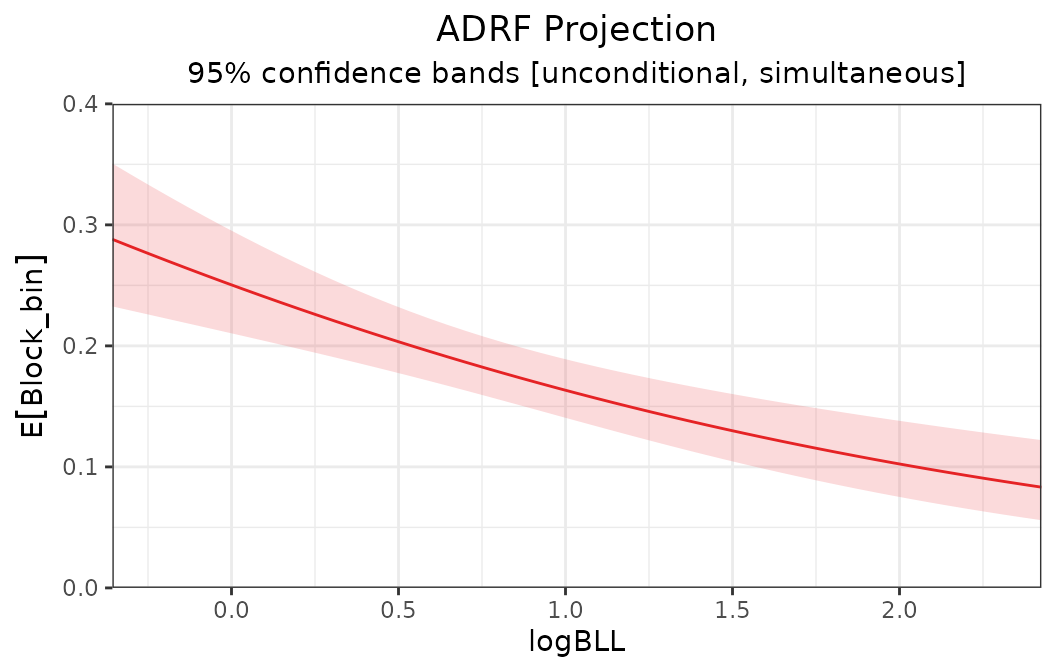 ADRF Projection
95% confidence bands [unconditional, simultaneous]
0.4
0.3
0.2
0.1
0.0
E[Block_bin]
0.0 0.5 1.0 1.5 2.0
logBLL